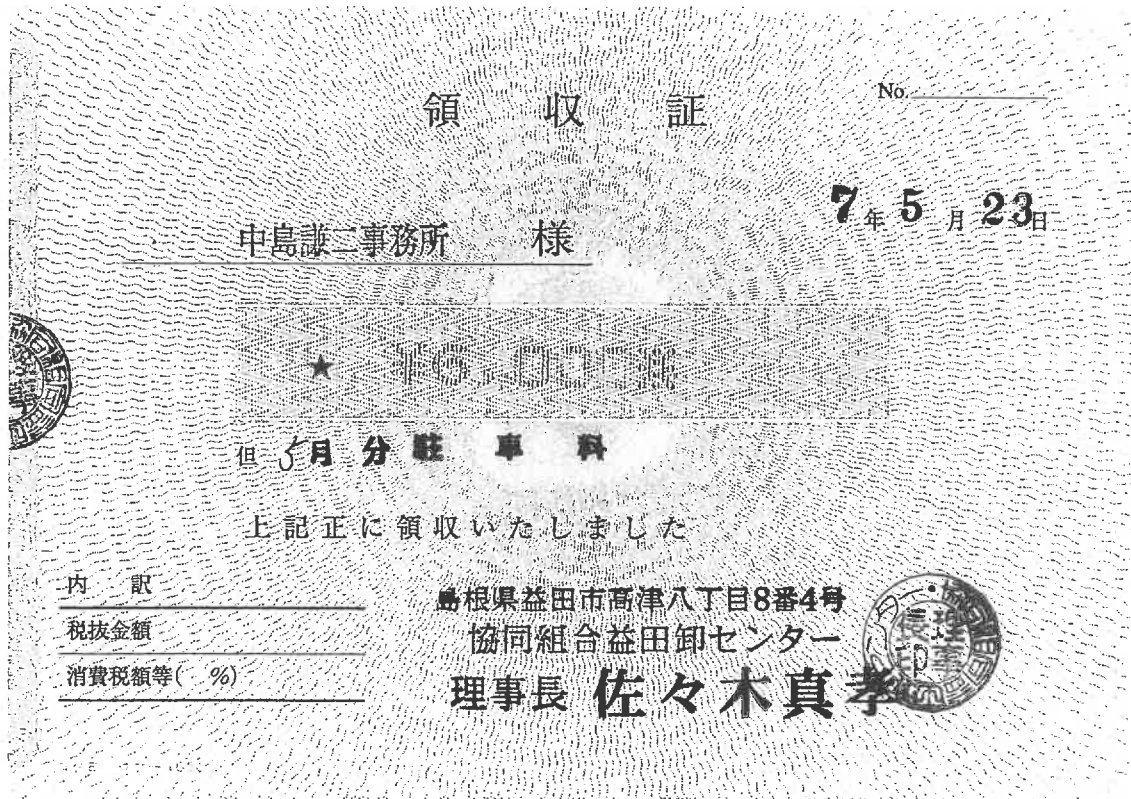 領収証
No.
7年5月23日
中島謙二事務所 様
但 5月分駐車料
上記正に領収いたしました
内訳
税抜金額
消費税額等( %)
島根県益田市高津八丁目8番4号
協同組合益田卸センター
理事長 佐々木真孝